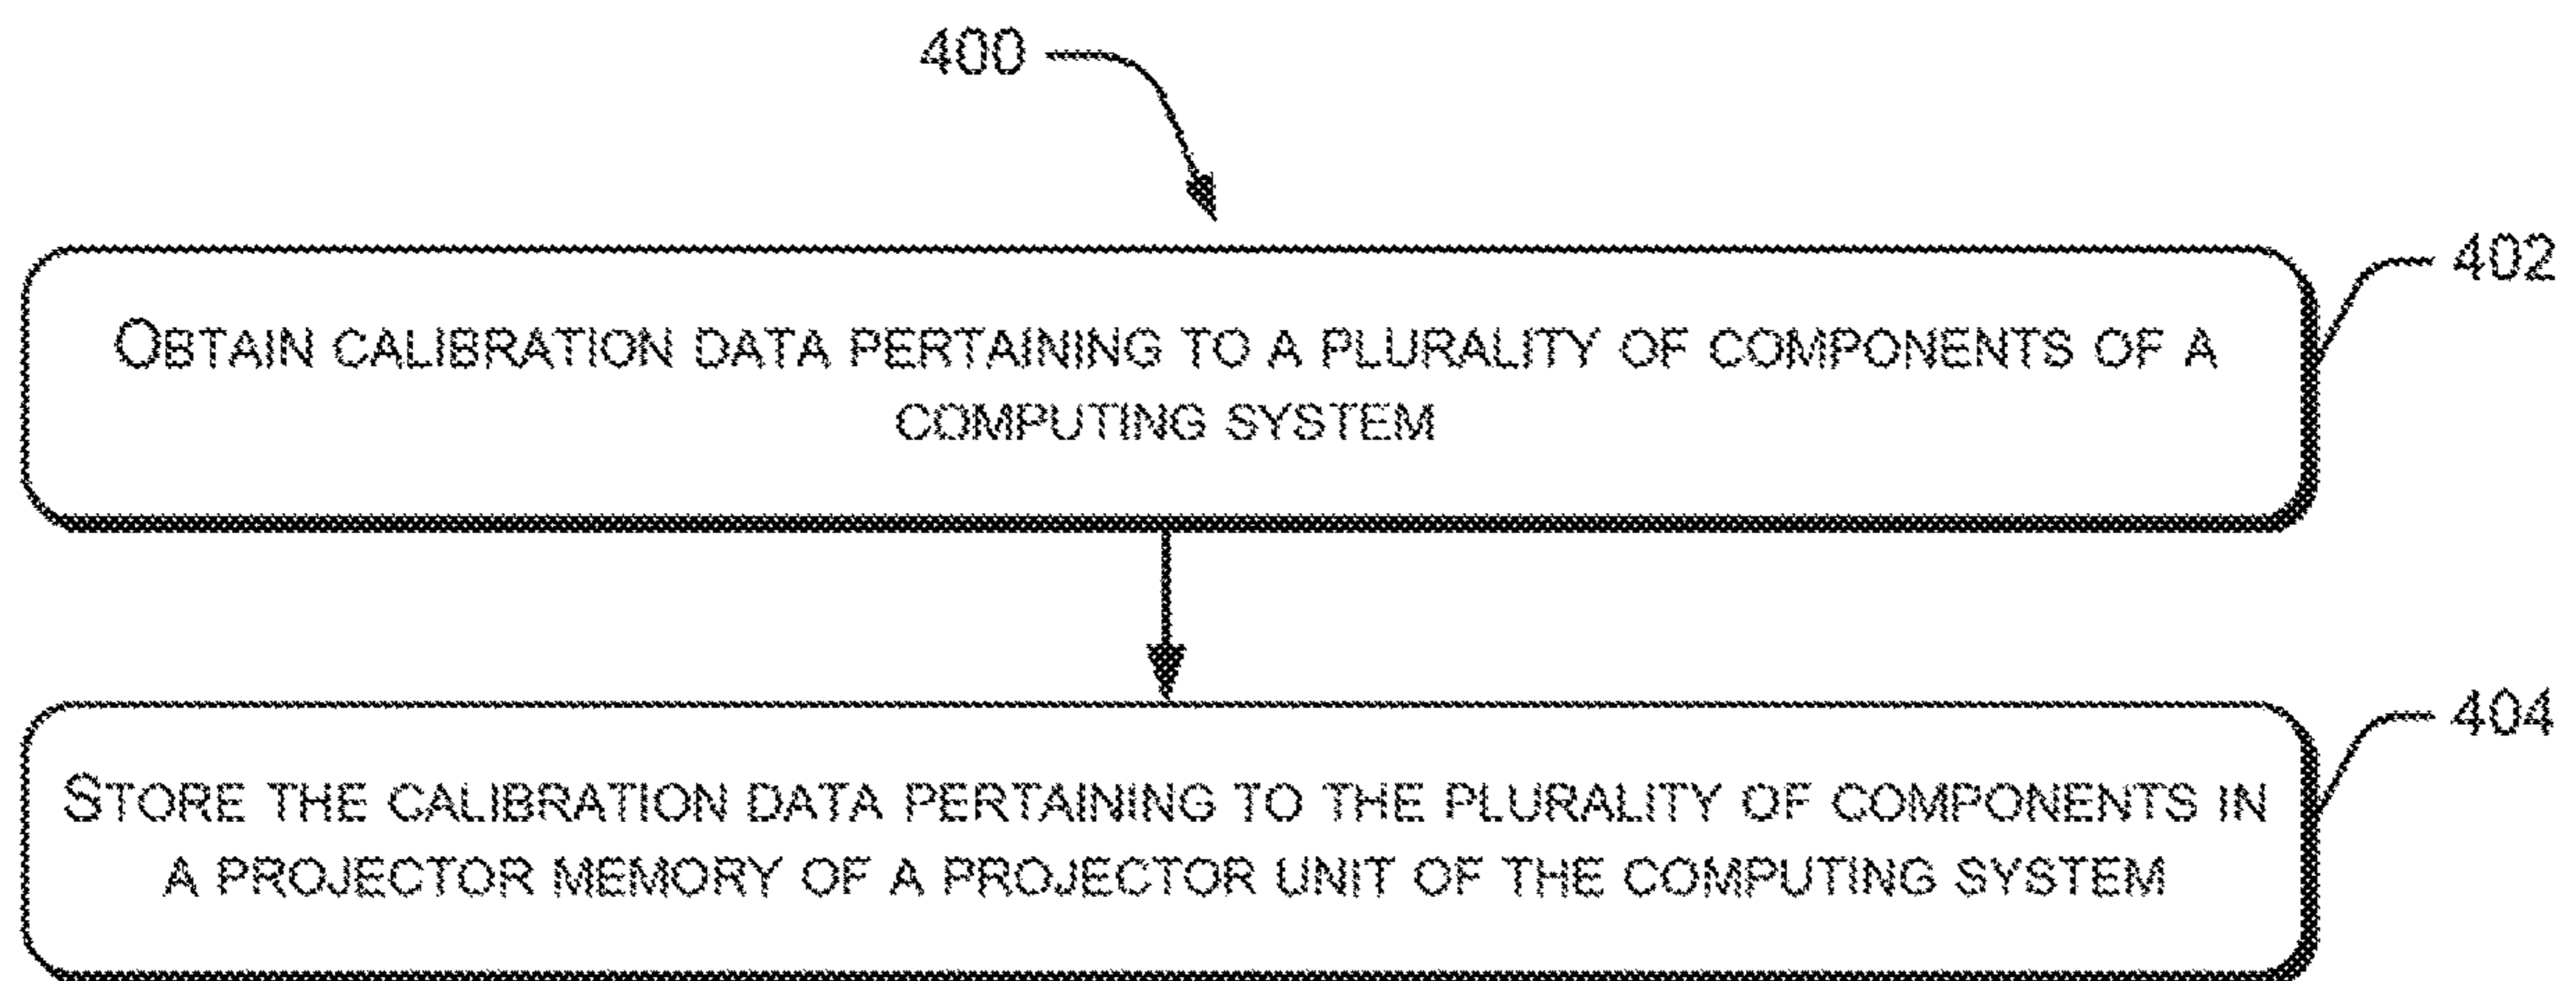 400
402
OBTAIN CALIBRATION DATA PERTAINING TO A PLURALITY OF COMPONENTS OF A
COMPUTING SYSTEM
404
STORE THE CALIBRATION DATA PERTAINING TO THE PLURALITY OF COMPONENTS IN
A PROJECTOR MEMORY OF A PROJECTOR UNIT OF THE COMPUTING SYSTEM